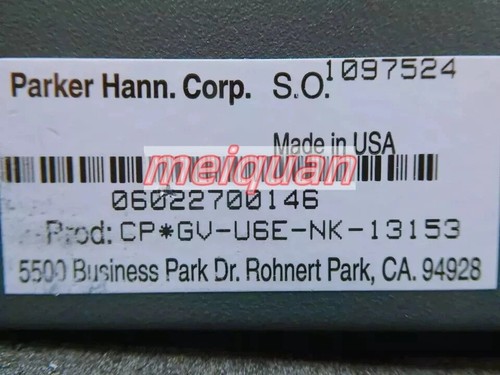 Parker Hann. Corp. S.O. 1097524
Made in USA
meiquan
06022700146
Prod: CP*GV-U6E-NK-13153
5500 Business Park Dr. Rohnert Park, CA. 94928